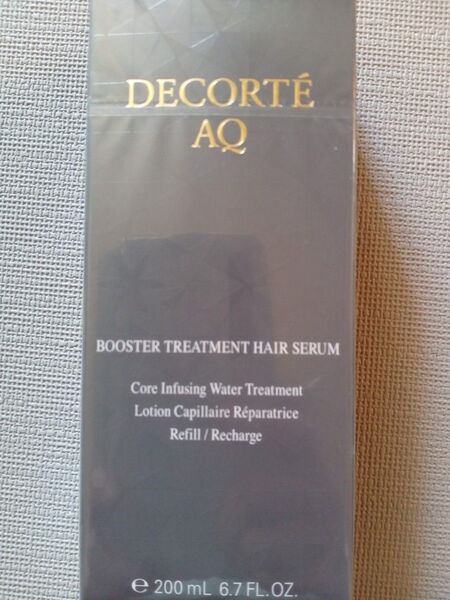 DECORTÉ
AQ
BOOSTER TREATMENT HAIR SERUM
Core Infusing Water Treatment
Lotion Capillaire Réparatrice
Refill / Recharge
℮ 200 mL 6.7 FL. OZ.